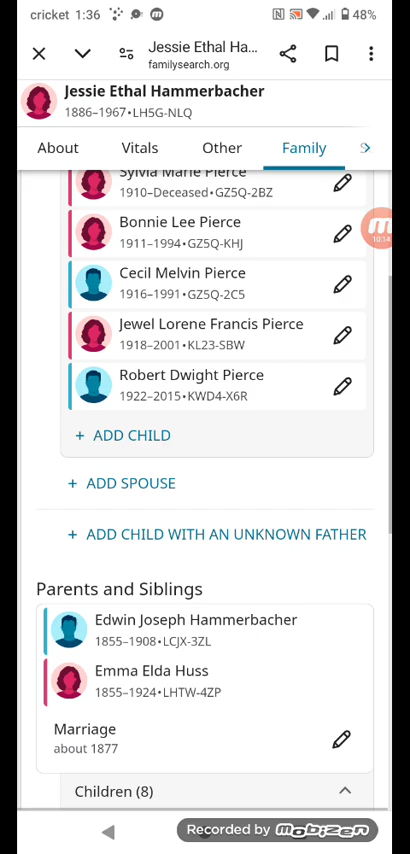 cricket 1:36
48%
Jessie Ethal Ha...
familysearch.org
Jessie Ethal Hammerbacher
1886–1967•LH5G-NLQ
About Vitals Other Family S
Sylvia Marie Pierce
1910–Deceased•GZ5Q-2BZ
Bonnie Lee Pierce
1911–1994•GZ5Q-KHJ
10:14
Cecil Melvin Pierce
1916–1991•GZ5Q-2C5
Jewel Lorene Francis Pierce
1918–2001•KL23-SBW
Robert Dwight Pierce
1922–2015•KWD4-X6R
+ ADD CHILD
+ ADD SPOUSE
+ ADD CHILD WITH AN UNKNOWN FATHER
Parents and Siblings
Edwin Joseph Hammerbacher
1855–1908•LCJX-3ZL
Emma Elda Huss
1855–1924•LHTW-4ZP
Marriage
about 1877
Children (8)
Recorded by mobizen